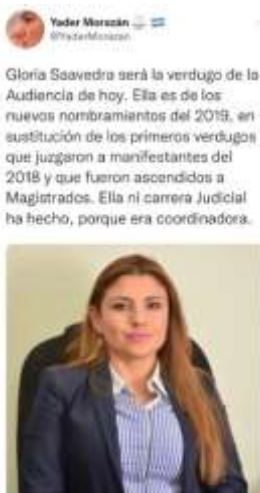 Yader Morazán
@YaderMorazan
Gloria Saavedra será la verdugo de la
Audiencia de hoy. Ella es de los
nuevos nombramientos del 2019, en
sustitución de los primeros verdugos
que juzgaron a manifestantes del
2018 y que fueron ascendidos a
Magistrados. Ella ni carrera Judicial
ha hecho, porque era coordinadora.